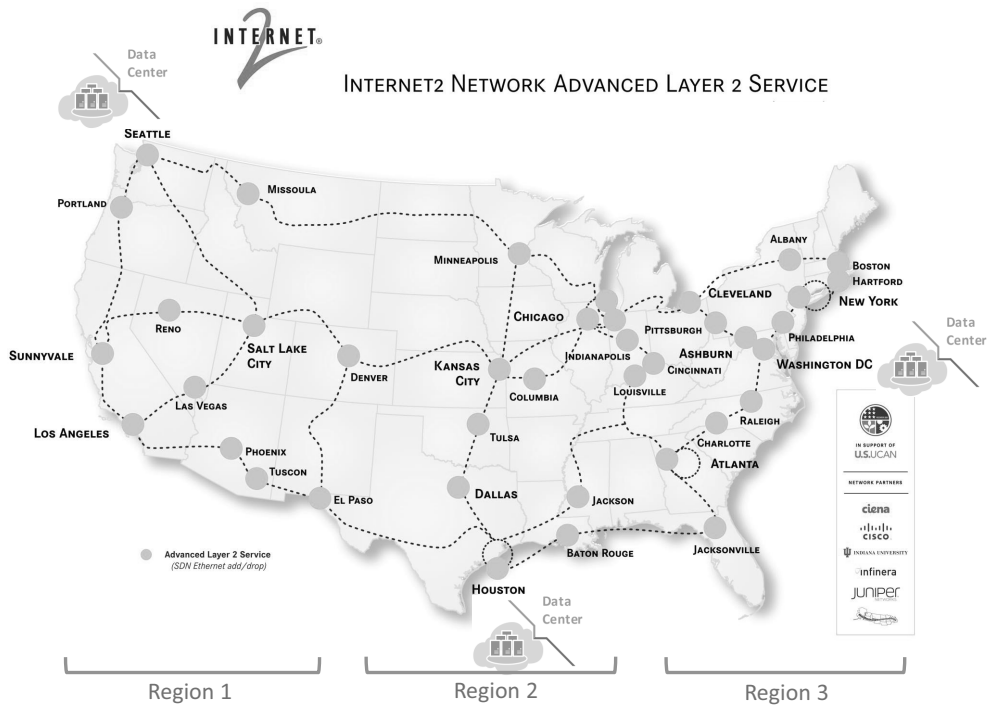 INTERNET®
2
INTERNET2 NETWORK ADVANCED LAYER 2 SERVICE
Data
Center
SEATTLE
PORTLAND
MISSOULA
MINNEAPOLIS
ALBANY
BOSTON
HARTFORD
NEW YORK
CLEVELAND
CHICAGO
RENO
PITTSBURGH
PHILADELPHIA
Data
Center
SUNNYVALE
SALT LAKE
CITY
DENVER
KANSAS
CITY
INDIANAPOLIS
ASHBURN
WASHINGTON DC
CINCINNATI
LOUISVILLE
COLUMBIA
LAS VEGAS
LOS ANGELES
RALEIGH
CHARLOTTE
TULSA
PHOENIX
TUSCON
ATLANTA
EL PASO
DALLAS
JACKSON
BATON ROUGE
JACKSONVILLE
HOUSTON
Advanced Layer 2 Service
(SDN Ethernet add/drop)
Data
Center
IN SUPPORT OF
U.S.UCAN
NETWORK PARTNERS
ciena
CISCO
INDIANA UNIVERSITY
infinera
JUNIPER
Region 1
Region 2
Region 3